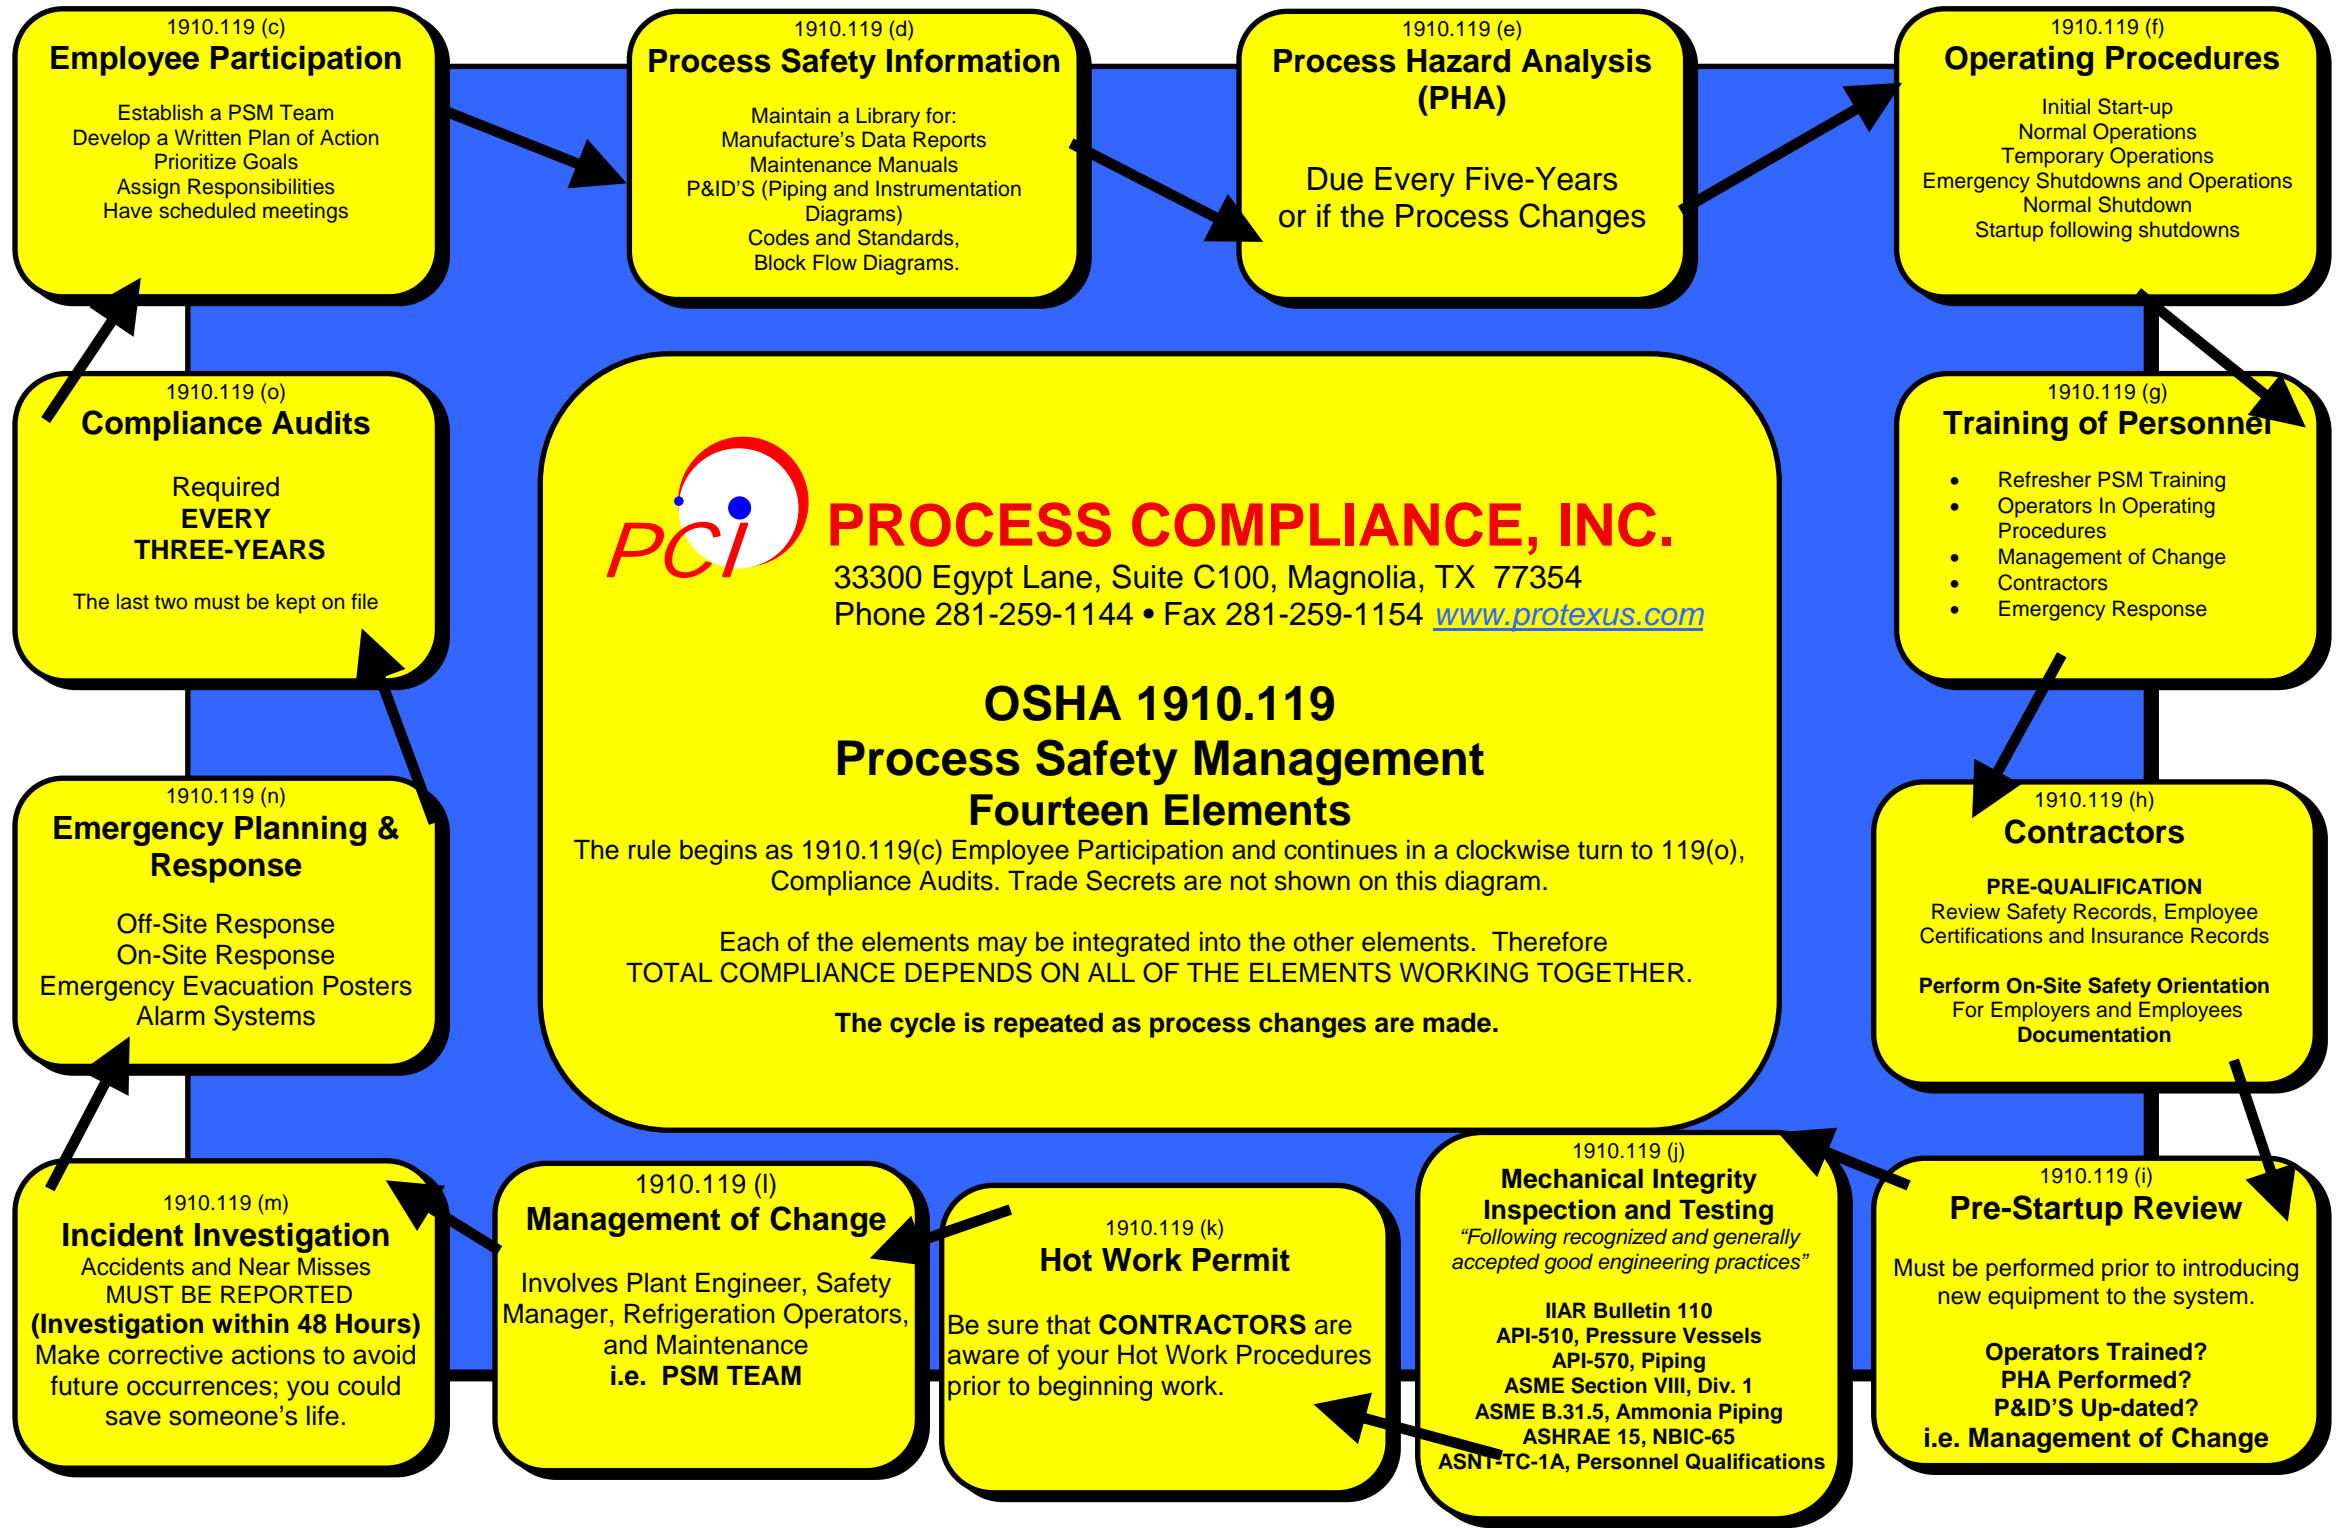 1910.119 (c)
Employee Participation
Establish a PSM Team
Develop a Written Plan of Action
Prioritize Goals
Assign Responsibilities
Have scheduled meetings
1910.119 (d)
Process Safety Information
Maintain a Library for:
Manufacture's Data Reports
Maintenance Manuals
P&ID'S (Piping and Instrumentation
Diagrams)
Codes and Standards,
Block Flow Diagrams.
1910.119 (e)
Process Hazard Analysis
(PHA)
Due Every Five-Years
or if the Process Changes
1910.119 (f)
Operating Procedures
Initial Start-up
Normal Operations
Temporary Operations
Emergency Shutdowns and Operations
Normal Shutdown
Startup following shutdowns
1910.119 (g)
Training of Personnel
• Refresher PSM Training
• Operators In Operating
Procedures
• Management of Change
• Contractors
• Emergency Response
1910.119 (h)
Contractors
PRE-QUALIFICATION
Review Safety Records, Employee
Certifications and Insurance Records
Perform On-Site Safety Orientation
For Employers and Employees
Documentation
1910.119 (i)
Pre-Startup Review
Must be performed prior to introducing
new equipment to the system.
Operators Trained?
PHA Performed?
P&ID'S Up-dated?
i.e. Management of Change
1910.119 (j)
Mechanical Integrity
Inspection and Testing
“Following recognized and generally
accepted good engineering practices”
IIAR Bulletin 110
API-510, Pressure Vessels
API-570, Piping
ASME Section VIII, Div. 1
ASME B.31.5, Ammonia Piping
ASHRAE 15, NBIC-65
ASNT-TC-1A, Personnel Qualifications
1910.119 (k)
Hot Work Permit
Be sure that CONTRACTORS are
aware of your Hot Work Procedures
prior to beginning work.
1910.119 (l)
Management of Change
Involves Plant Engineer, Safety
Manager, Refrigeration Operators,
and Maintenance
i.e. PSM TEAM
1910.119 (m)
Incident Investigation
Accidents and Near Misses
MUST BE REPORTED
(Investigation within 48 Hours)
Make corrective actions to avoid
future occurrences; you could
save someone's life.
1910.119 (n)
Emergency Planning &
Response
Off-Site Response
On-Site Response
Emergency Evacuation Posters
Alarm Systems
1910.119 (o)
Compliance Audits
Required
EVERY
THREE-YEARS
The last two must be kept on file
PCi
PROCESS COMPLIANCE, INC.
33300 Egypt Lane, Suite C100, Magnolia, TX 77354
Phone 281-259-1144 • Fax 281-259-1154 www.protexus.com
OSHA 1910.119
Process Safety Management
Fourteen Elements
The rule begins as 1910.119(c) Employee Participation and continues in a clockwise turn to 119(o),
Compliance Audits. Trade Secrets are not shown on this diagram.
Each of the elements may be integrated into the other elements. Therefore
TOTAL COMPLIANCE DEPENDS ON ALL OF THE ELEMENTS WORKING TOGETHER.
The cycle is repeated as process changes are made.